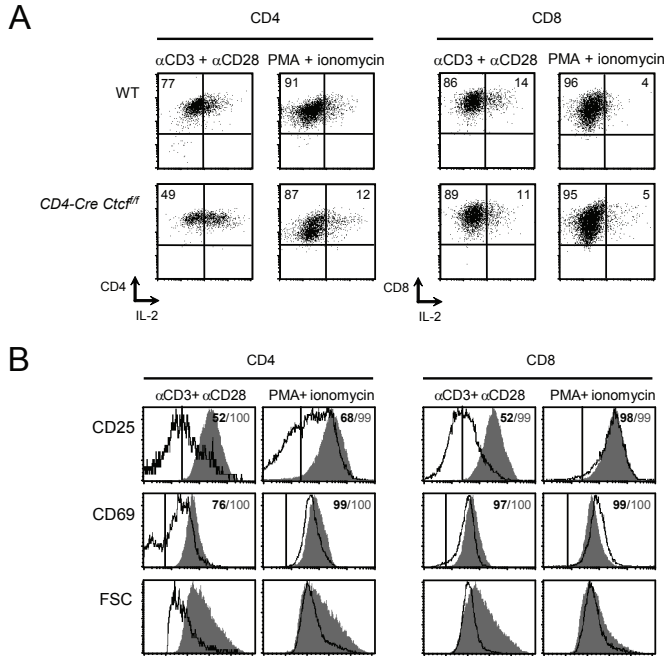 A
CD4 CD8
αCD3 + αCD28 PMA + ionomycin αCD3 + αCD28 PMA + ionomycin
WT
77 91 86 14 96 4
CD4-Cre Ctcf^f/f
49 87 12 89 11 95 5
CD4 IL-2
CD8 IL-2
B
CD4 CD8
αCD3+ αCD28 PMA+ ionomycin αCD3+ αCD28 PMA+ ionomycin
CD25 52/100 68/99 52/99 98/99
CD69 76/100 99/100 97/100 99/100
FSC